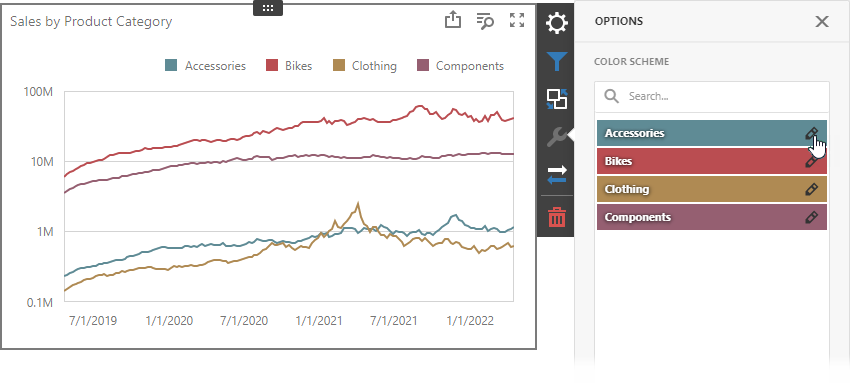 Sales by Product Category
Accessories Bikes Clothing Components
100M
10M
1M
0.1M
7/1/2019 1/1/2020 7/1/2020 1/1/2021 7/1/2021 1/1/2022
OPTIONS
COLOR SCHEME
Search...
Accessories
Bikes
Clothing
Components